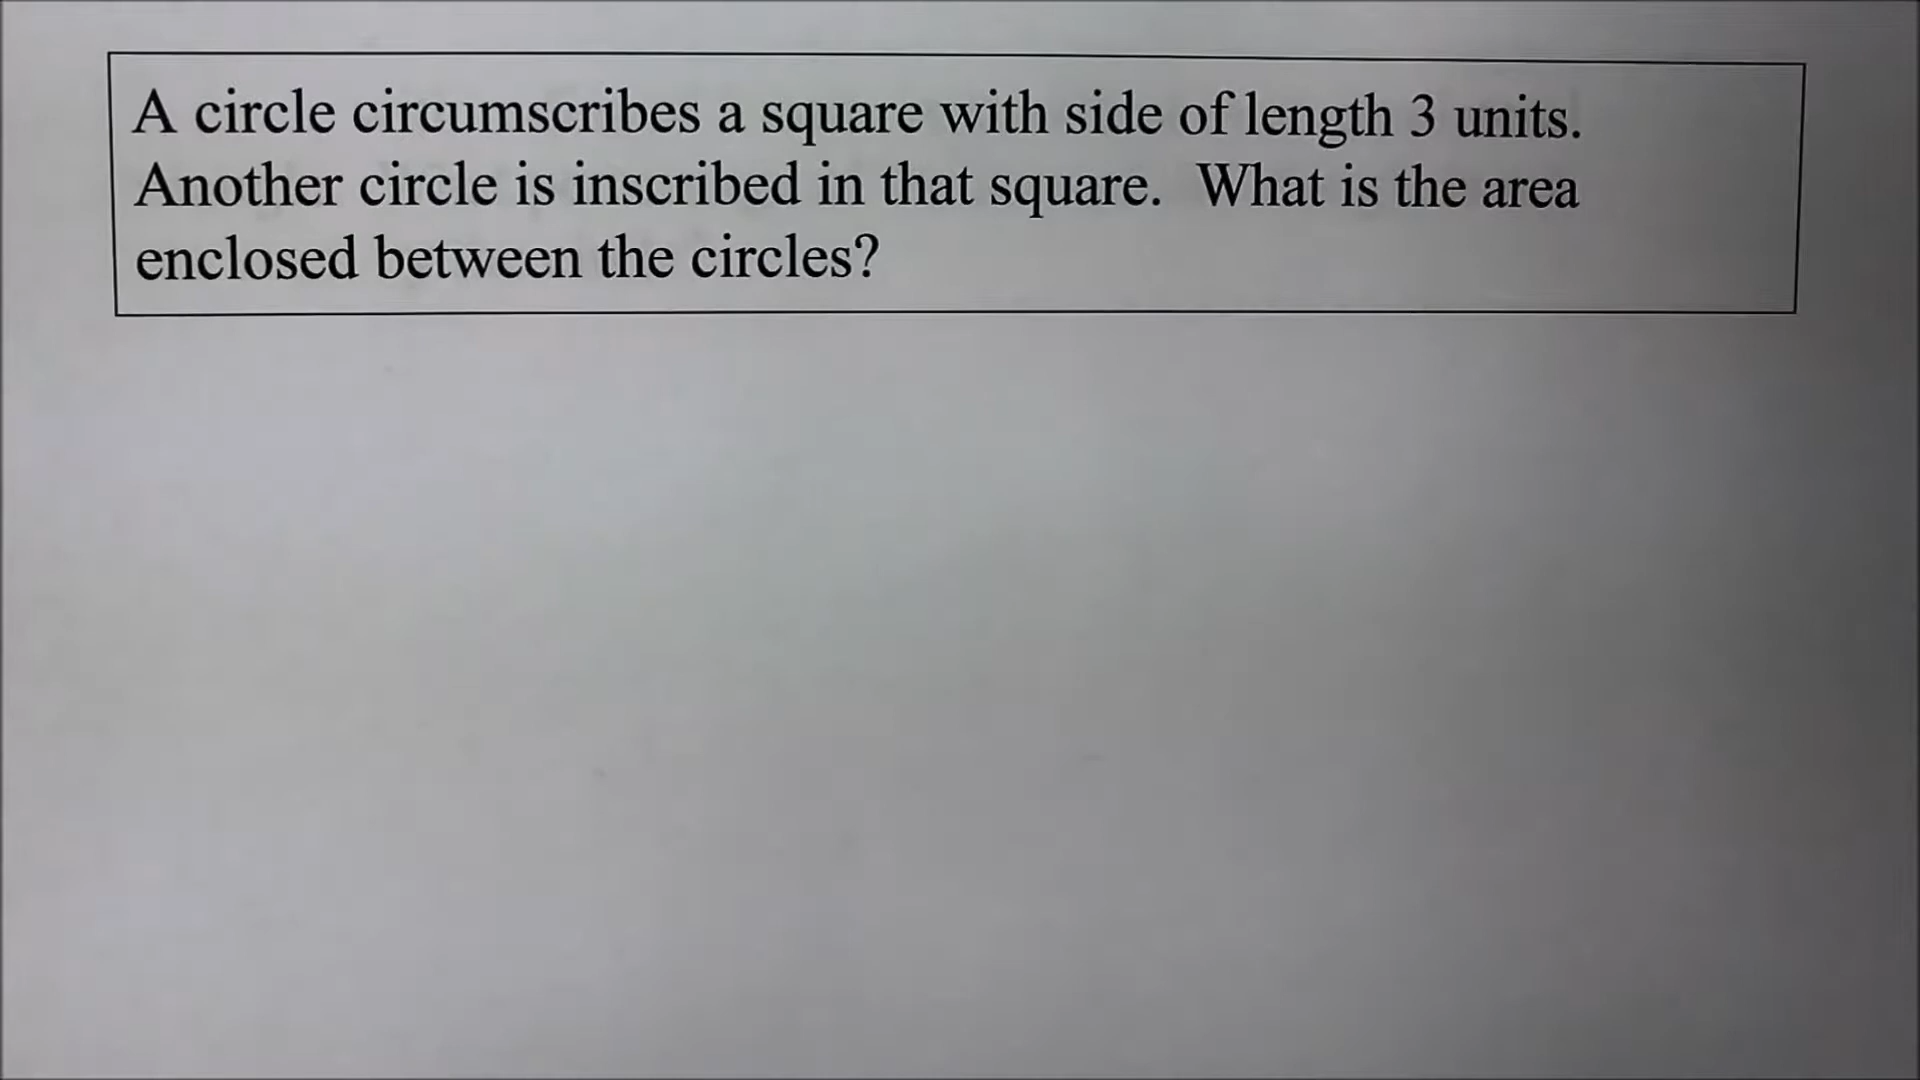 A circle circumscribes a square with side of length 3 units.
Another circle is inscribed in that square. What is the area
enclosed between the circles?